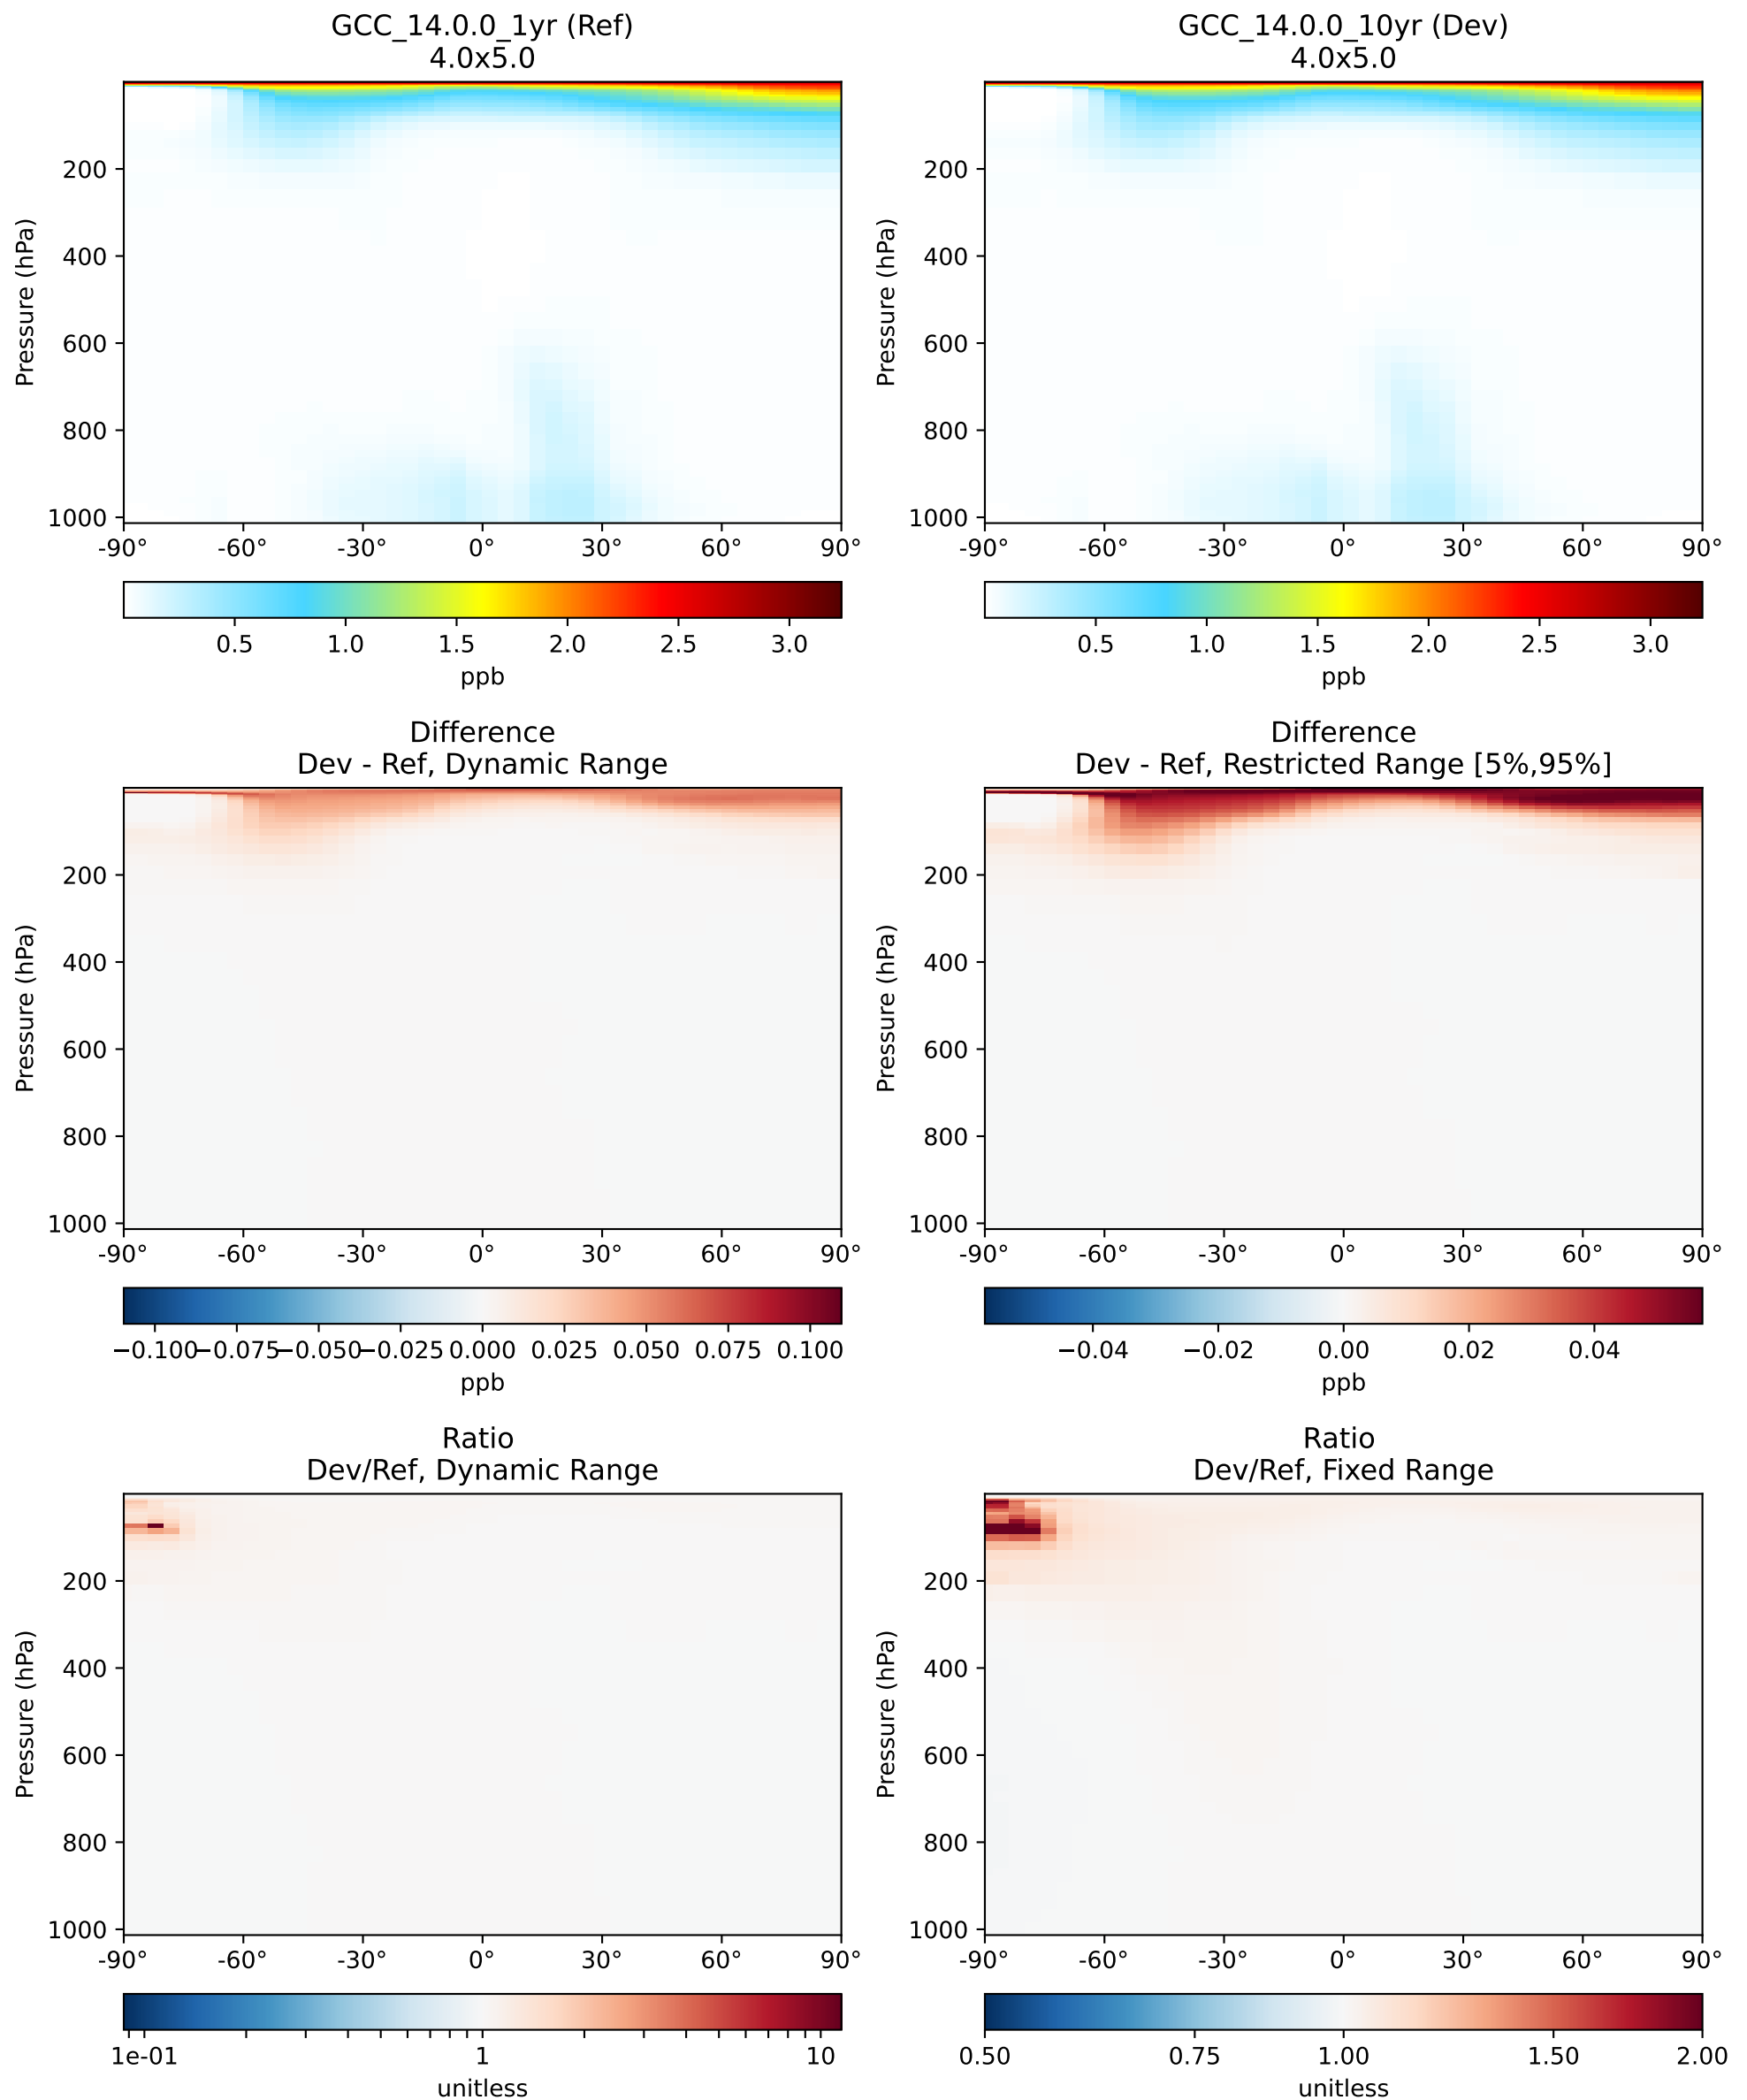 GCC_14.0.0_1yr (Ref)
4.0x5.0
Pressure (hPa)
200
400
600
800
1000
-90° -60° -30° 0° 30° 60° 90°
0.5 1.0 1.5 2.0 2.5 3.0
ppb
GCC_14.0.0_10yr (Dev)
4.0x5.0
Pressure (hPa)
200
400
600
800
1000
-90° -60° -30° 0° 30° 60° 90°
0.5 1.0 1.5 2.0 2.5 3.0
ppb
Difference
Dev - Ref, Dynamic Range
Pressure (hPa)
200
400
600
800
1000
-90° -60° -30° 0° 30° 60° 90°
−0.100 −0.075 −0.050 −0.025 0.000 0.025 0.050 0.075 0.100
ppb
Difference
Dev - Ref, Restricted Range [5%,95%]
Pressure (hPa)
200
400
600
800
1000
-90° -60° -30° 0° 30° 60° 90°
−0.04 −0.02 0.00 0.02 0.04
ppb
Ratio
Dev/Ref, Dynamic Range
Pressure (hPa)
200
400
600
800
1000
-90° -60° -30° 0° 30° 60° 90°
1e-01 1 10
unitless
Ratio
Dev/Ref, Fixed Range
Pressure (hPa)
200
400
600
800
1000
-90° -60° -30° 0° 30° 60° 90°
0.50 0.75 1.00 1.50 2.00
unitless